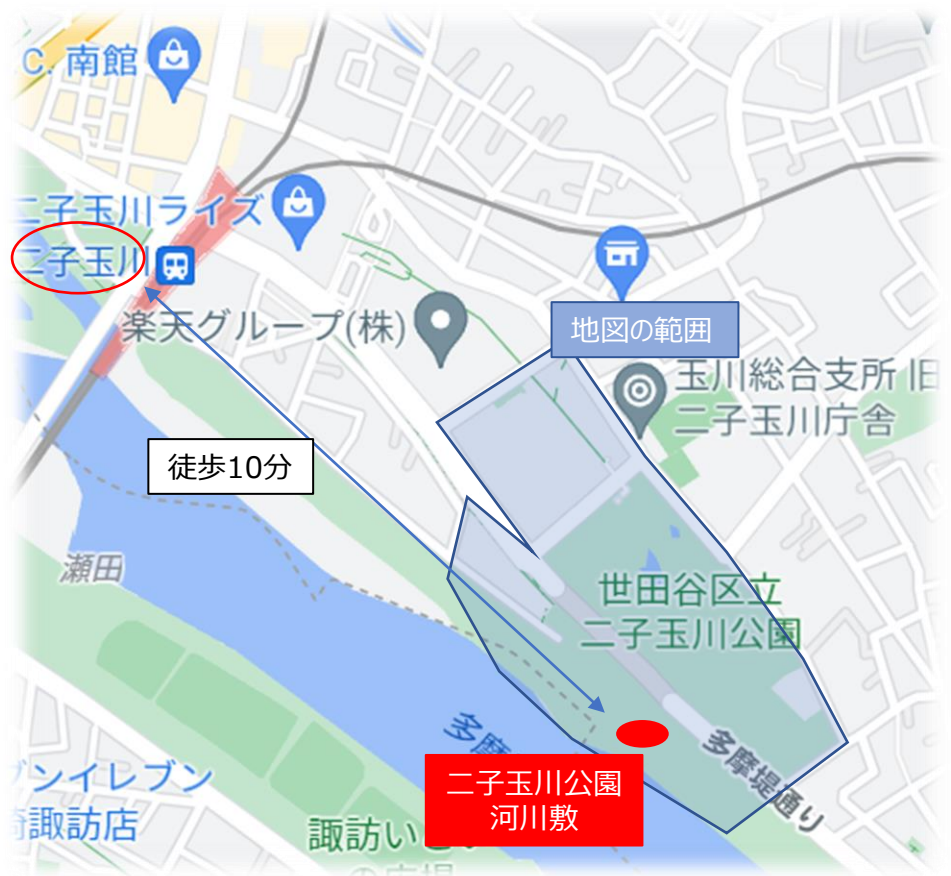 C. 南館
二子玉川ライズ
二子玉川
楽天グループ(株)
地図の範囲
玉川総合支所 旧
二子玉川庁舎
徒歩10分
瀬田
世田谷区立
二子玉川公園
多摩
多摩堤通り
二子玉川公園
河川敷
ブンイレブン
諏訪店
諏訪い